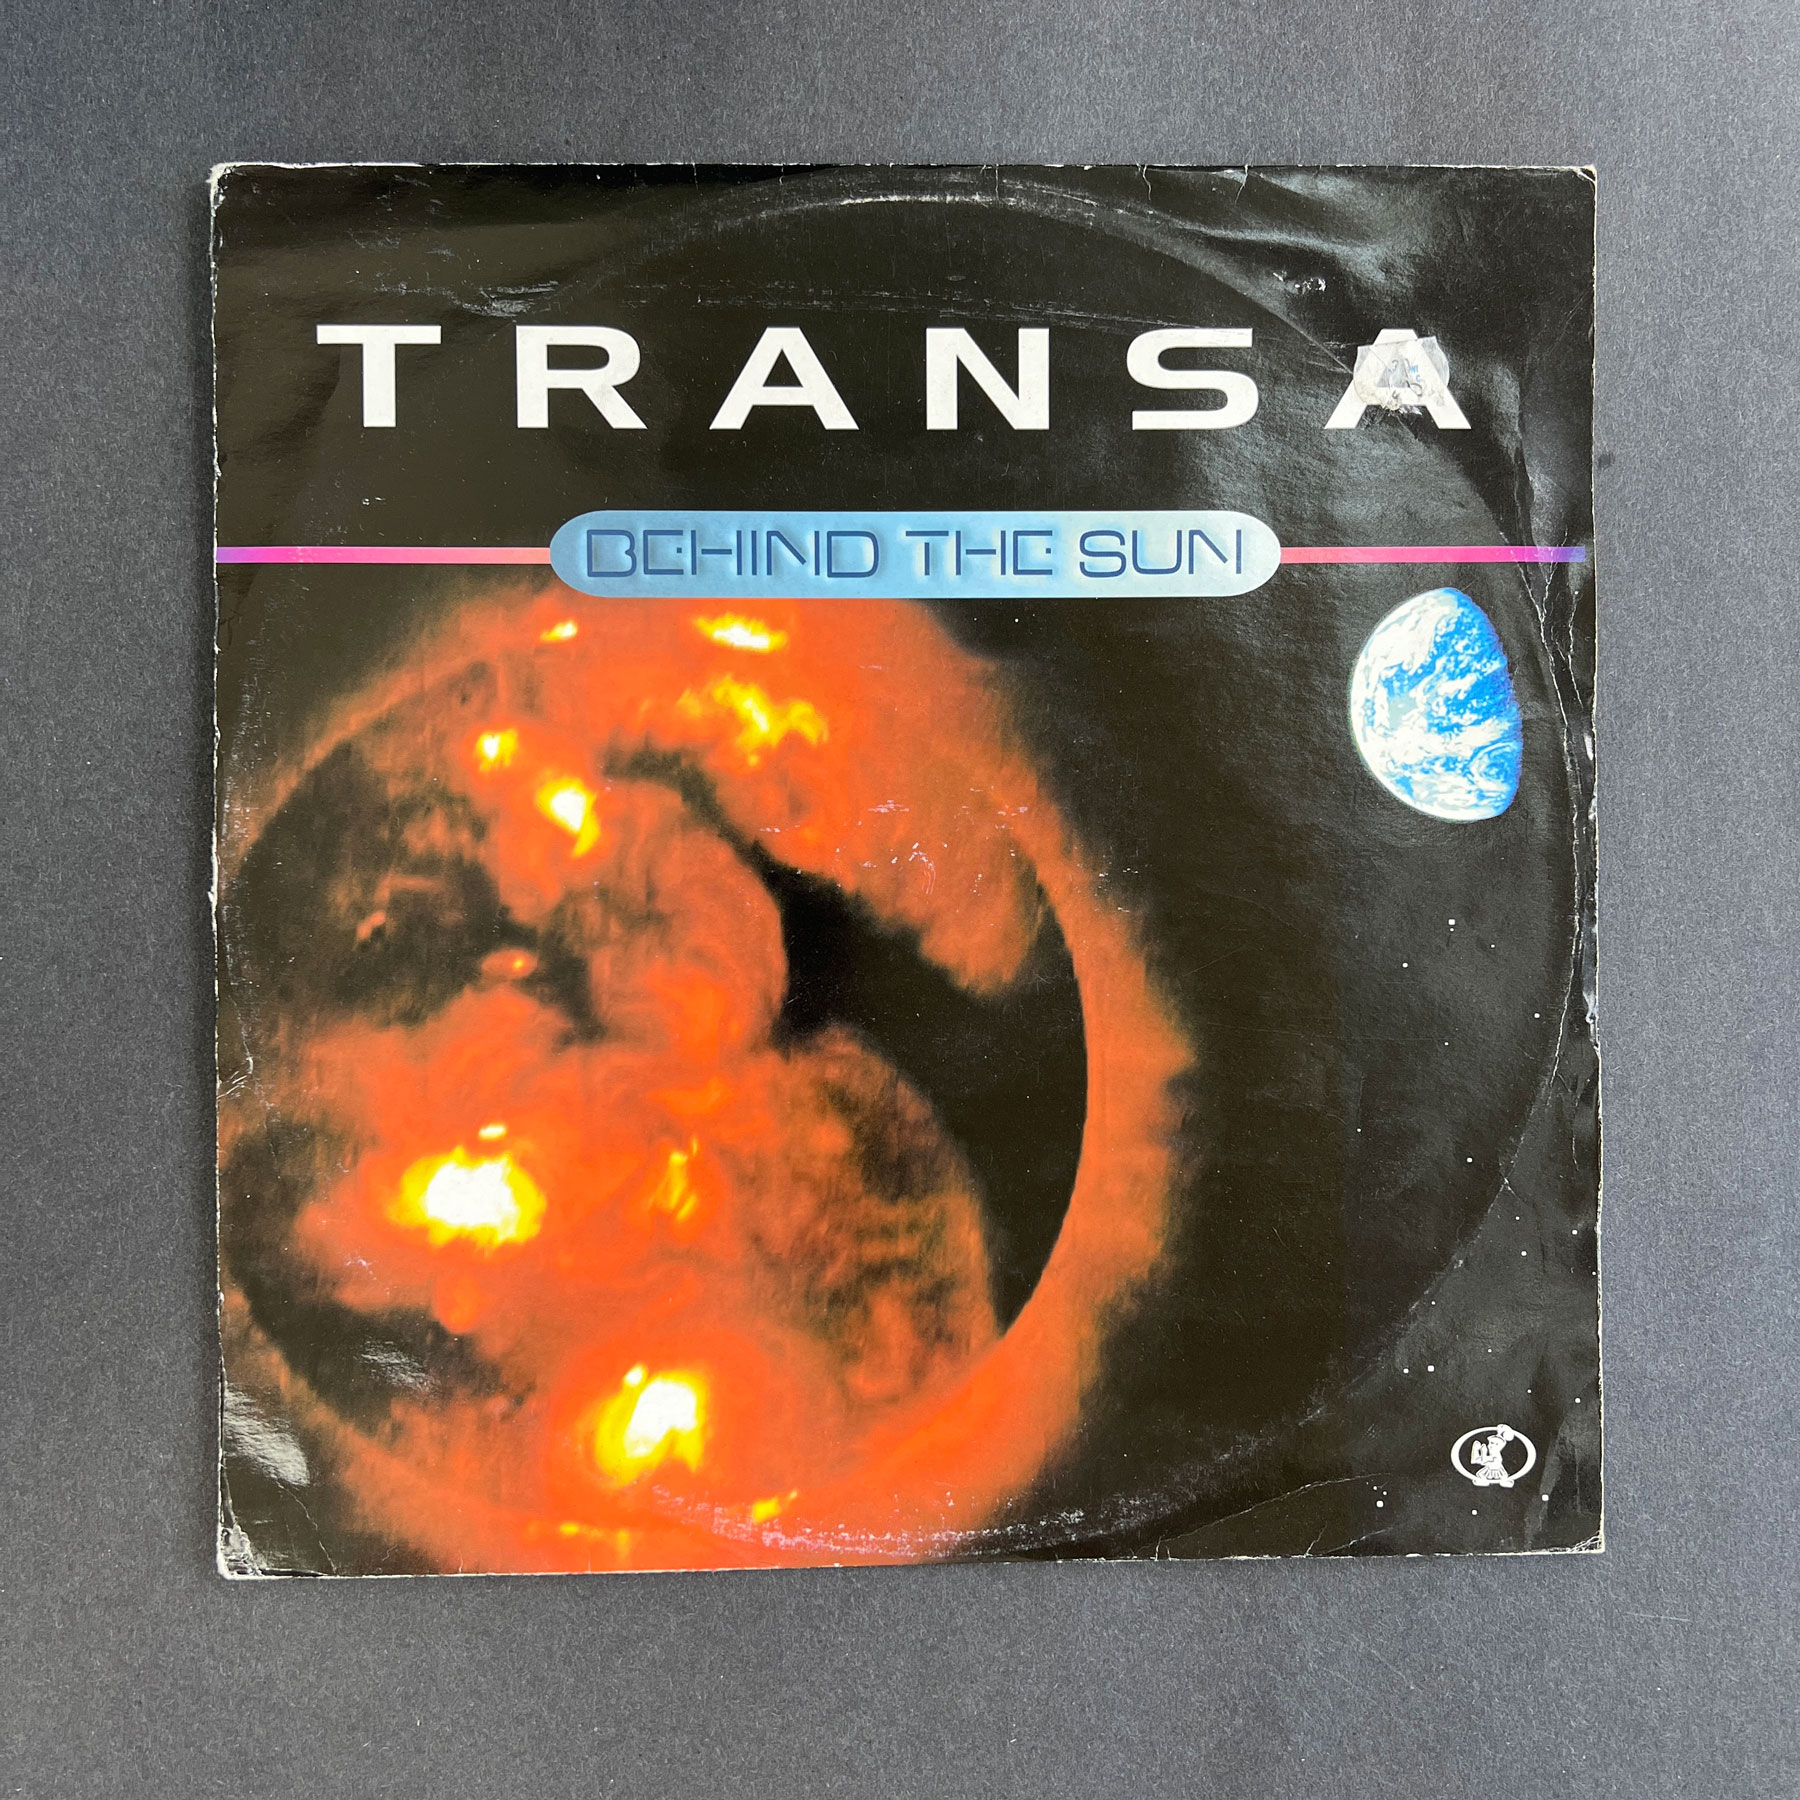 TRANSA
BEHIND THE SUN